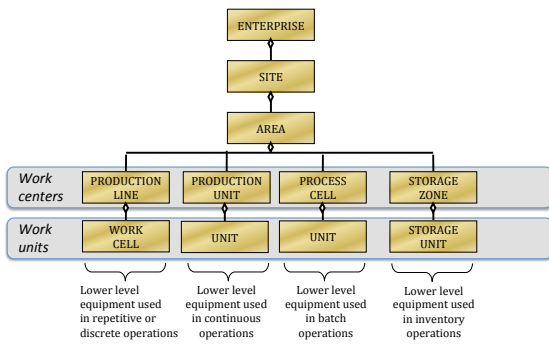 ENTERPRISE
SITE
AREA
Work
centers
PRODUCTION
LINE
PRODUCTION
UNIT
PROCESS
CELL
STORAGE
ZONE
Work
units
WORK
CELL
UNIT
UNIT
STORAGE
UNIT
Lower level
equipment used
in repetitive or
discrete operations
Lower level
equipment used
in continuous
operations
Lower level
equipment used
in batch
operations
Lower level
equipment used
in inventory
operations